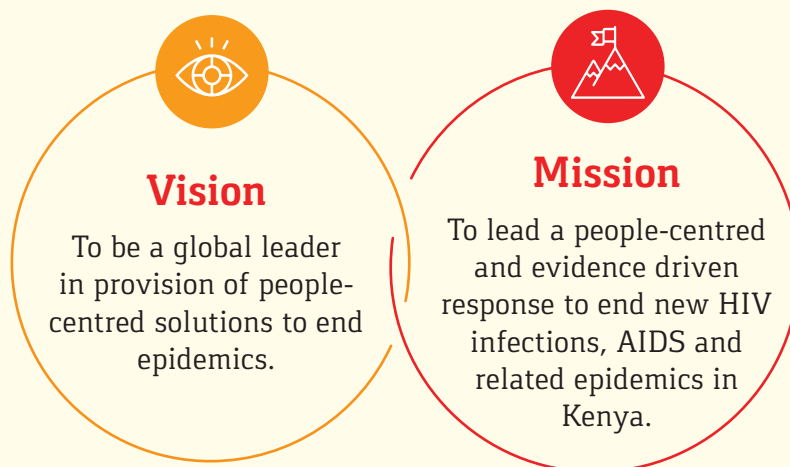 Vision
To be a global leader
in provision of people-
centred solutions to end
epidemics.
Mission
To lead a people-centred
and evidence driven
response to end new HIV
infections, AIDS and
related epidemics in
Kenya.